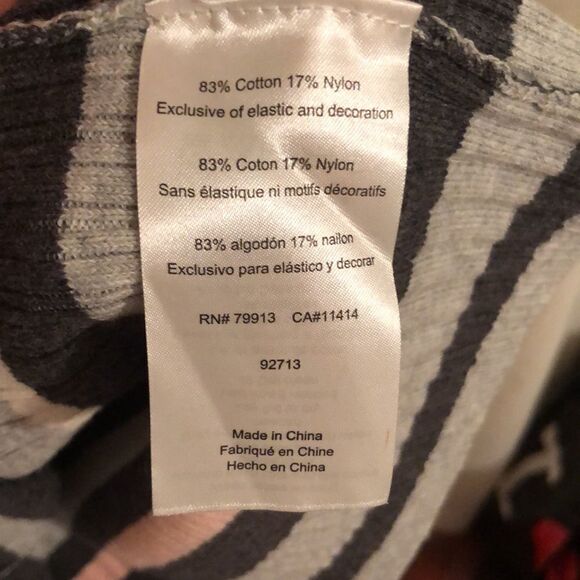 83% Cotton 17% Nylon
Exclusive of elastic and decoration
83% Coton 17% Nylon
Sans élastique ni motifs décoratifs
83% algodón 17% nailon
Exclusivo para elástico y decorar
RN# 79913 CA#11414
92713
Made in China
Fabriqué en Chine
Hecho en China